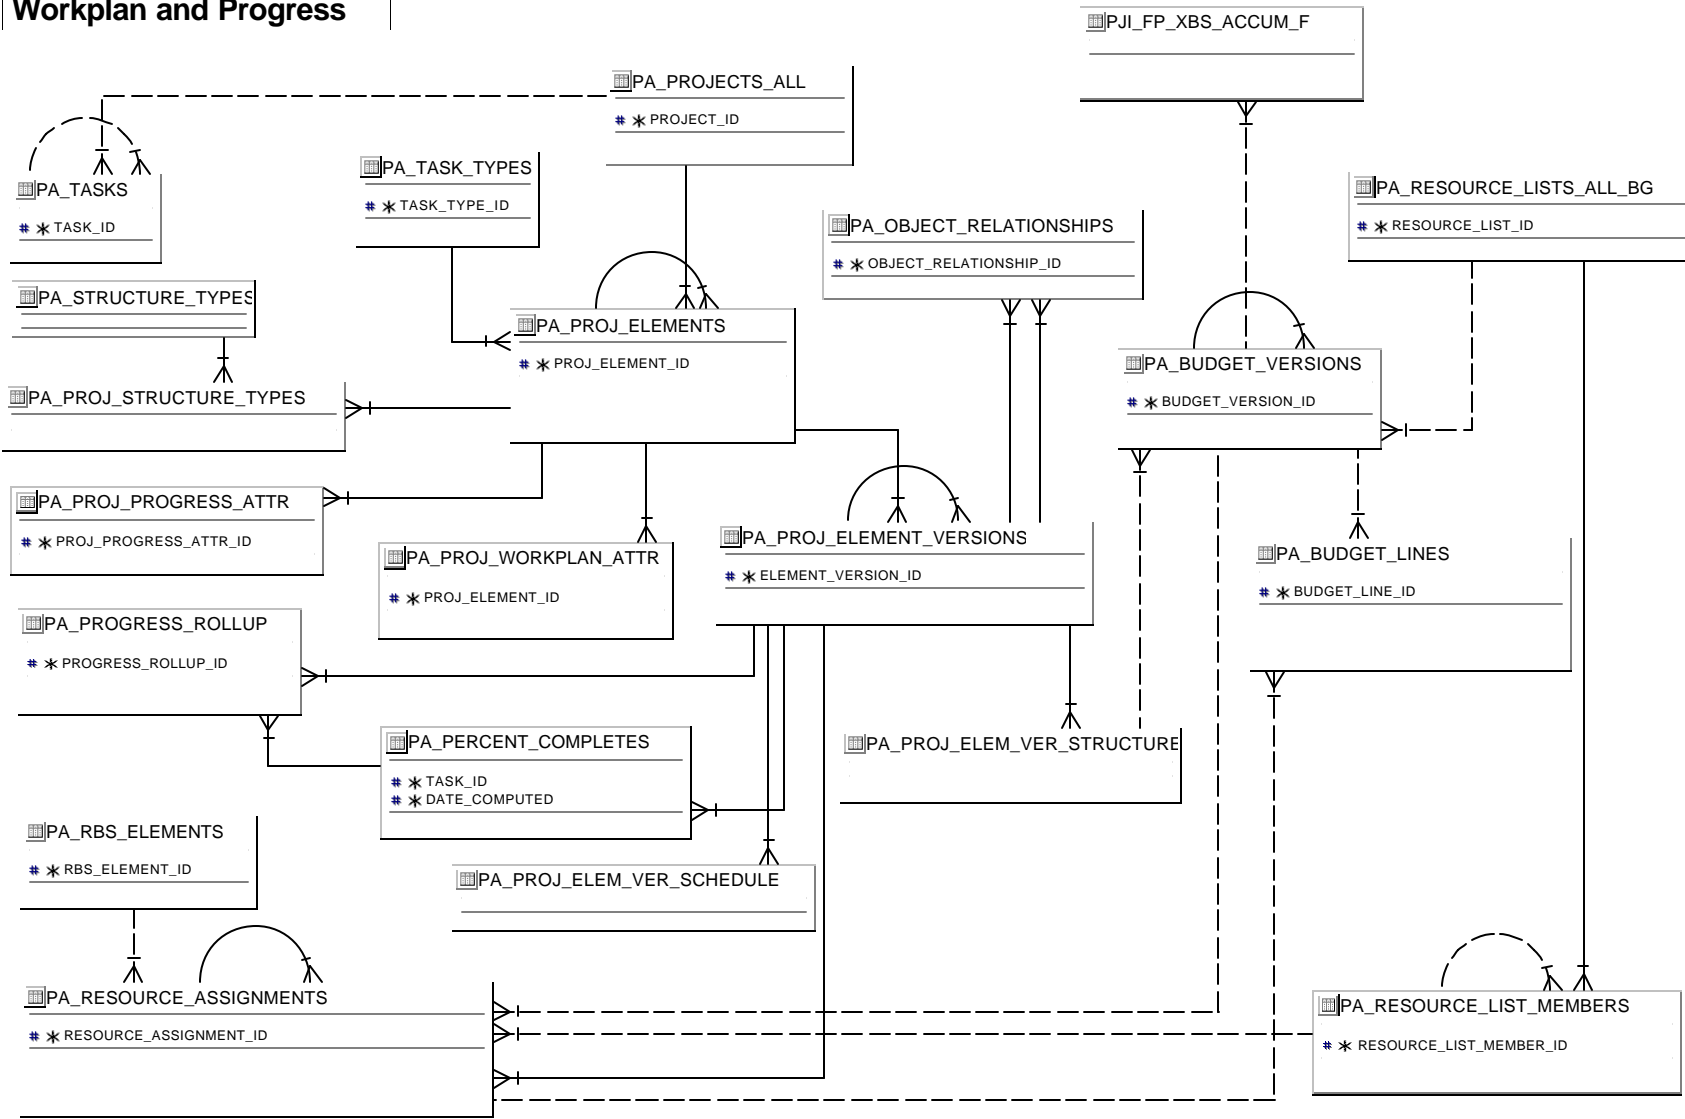 Workplan and Progress
PJI_FP_XBS_ACCUM_F
PA_PROJECTS_ALL
# * PROJECT_ID
PA_TASK_TYPES
# * TASK_TYPE_ID
PA_TASKS
# * TASK_ID
PA_RESOURCE_LISTS_ALL_BG
# * RESOURCE_LIST_ID
PA_OBJECT_RELATIONSHIPS
# * OBJECT_RELATIONSHIP_ID
PA_STRUCTURE_TYPES
PA_PROJ_ELEMENTS
# * PROJ_ELEMENT_ID
PA_BUDGET_VERSIONS
# * BUDGET_VERSION_ID
PA_PROJ_STRUCTURE_TYPES
PA_PROJ_PROGRESS_ATTR
# * PROJ_PROGRESS_ATTR_ID
PA_PROJ_WORKPLAN_ATTR
# * PROJ_ELEMENT_ID
PA_PROJ_ELEMENT_VERSIONS
# * ELEMENT_VERSION_ID
PA_BUDGET_LINES
# * BUDGET_LINE_ID
PA_PROGRESS_ROLLUP
# * PROGRESS_ROLLUP_ID
PA_PERCENT_COMPLETES
# * TASK_ID
# * DATE_COMPUTED
PA_PROJ_ELEM_VER_STRUCTURE
PA_RBS_ELEMENTS
# * RBS_ELEMENT_ID
PA_PROJ_ELEM_VER_SCHEDULE
PA_RESOURCE_ASSIGNMENTS
# * RESOURCE_ASSIGNMENT_ID
PA_RESOURCE_LIST_MEMBERS
# * RESOURCE_LIST_MEMBER_ID